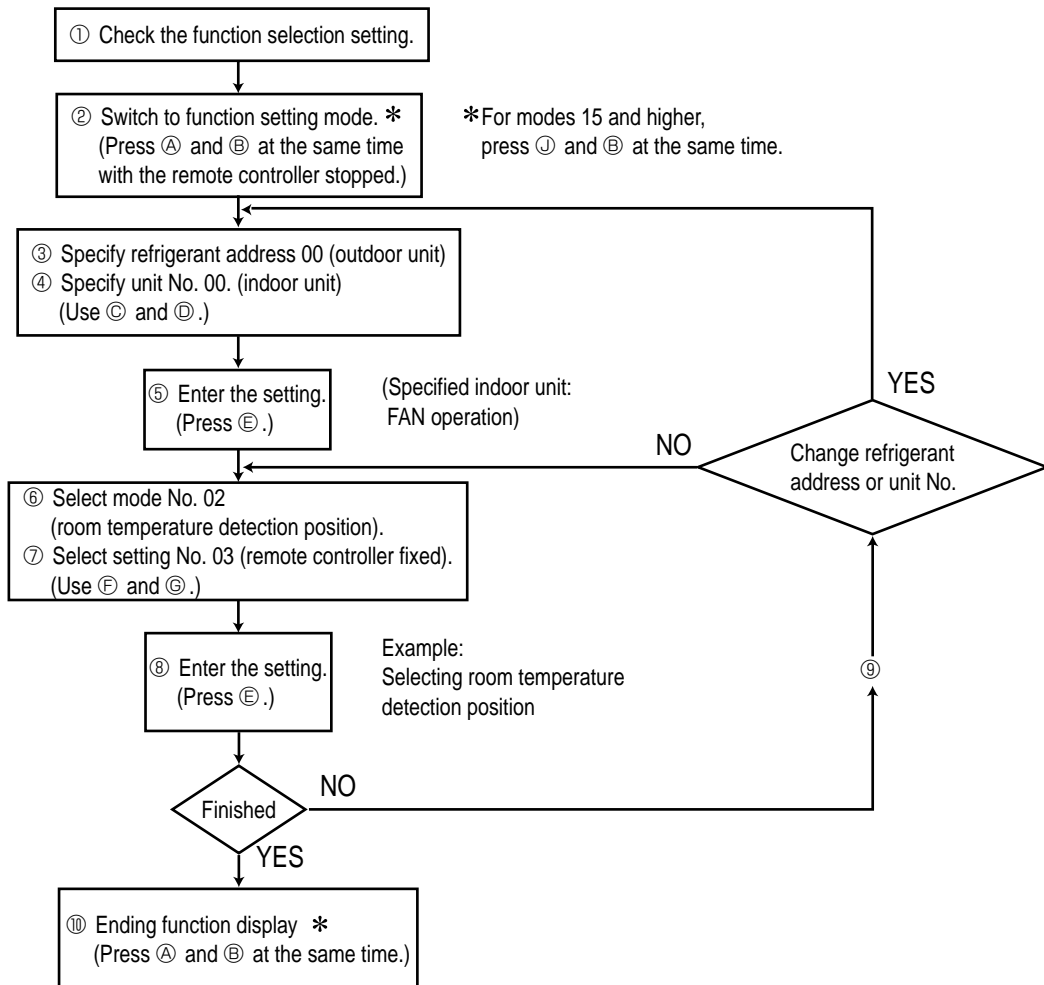 ① Check the function selection setting.
② Switch to function setting mode. *
(Press Ⓐ and Ⓑ at the same time
with the remote controller stopped.)
*For modes 15 and higher,
press Ⓙ and Ⓑ at the same time.
③ Specify refrigerant address 00 (outdoor unit)
④ Specify unit No. 00. (indoor unit)
(Use Ⓒ and Ⓓ.)
⑤ Enter the setting.
(Press Ⓔ.)
(Specified indoor unit:
FAN operation)
YES
NO
Change refrigerant
address or unit No.
⑥ Select mode No. 02
(room temperature detection position).
⑦ Select setting No. 03 (remote controller fixed).
(Use Ⓕ and Ⓖ.)
⑧ Enter the setting.
(Press Ⓔ.)
Example:
Selecting room temperature
detection position
⑨
Finished
NO
YES
⑩ Ending function display *
(Press Ⓐ and Ⓑ at the same time.)